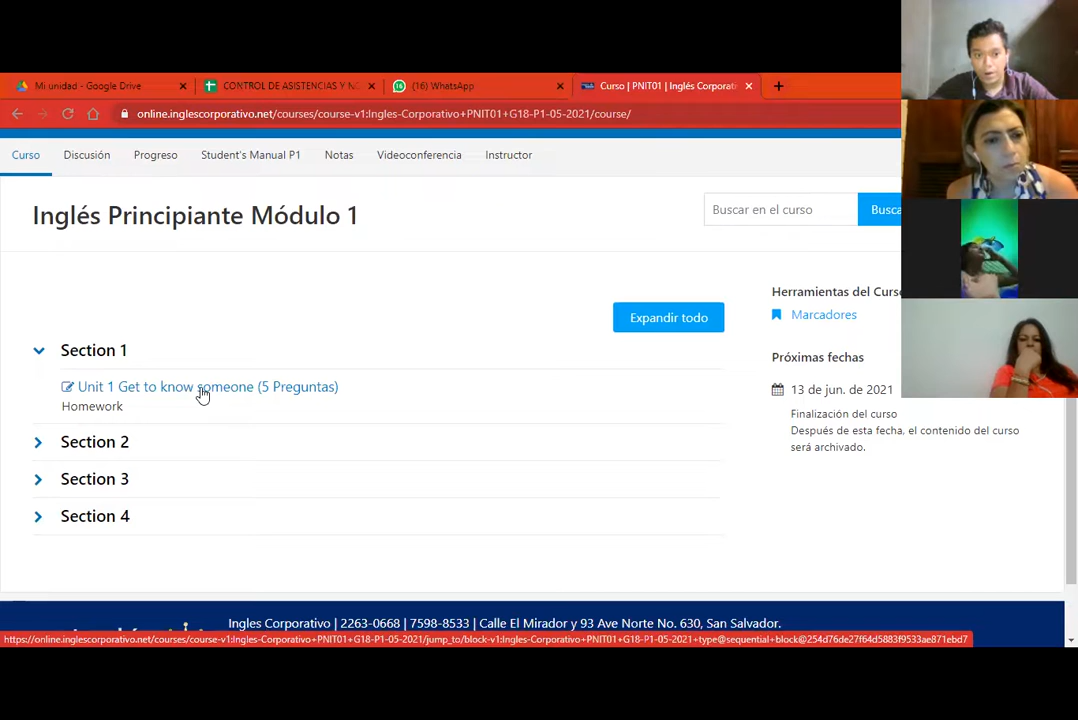 Mi unidad - Google Drive
CONTROL DE ASISTENCIAS Y NO
(16) WhatsApp
Curso | PNIT01 | Inglés Corporati
online.inglescorporativo.net/courses/course-v1:Ingles-Corporativo+PNIT01+G18-P1-05-2021/course/
Curso
Discusión
Progreso
Student's Manual P1
Notas
Videoconferencia
Instructor
Inglés Principiante Módulo 1
Buscar en el curso
Busca
Expandir todo
Herramientas del Curs
Marcadores
Próximas fechas
13 de jun. de 2021
Finalización del curso
Después de esta fecha, el contenido del curso
será archivado.
Section 1
Unit 1 Get to know someone (5 Preguntas)
Homework
Section 2
Section 3
Section 4
Ingles Corporativo | 2263-0668 | 7598-8533 | Calle El Mirador y 93 Ave Norte No. 630, San Salvador.
https://online.inglescorporativo.net/courses/course-v1:Ingles-Corporativo+PNIT01+G18-P1-05-2021/jump_to/block-v1:Ingles-Corporativo+PNIT01+G18-P1-05-2021+type@sequential+block@254d76de27f64d5883f9533ae871ebd7